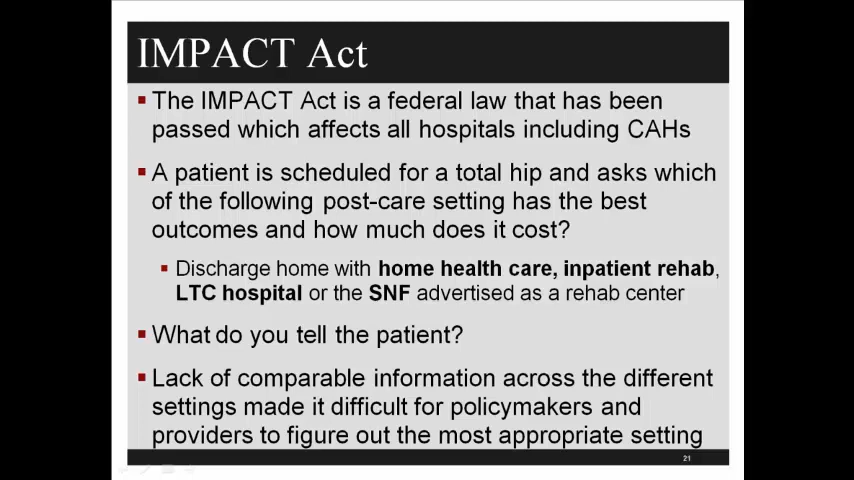 IMPACT Act
▪ The IMPACT Act is a federal law that has been
passed which affects all hospitals including CAHs
▪ A patient is scheduled for a total hip and asks which
of the following post-care setting has the best
outcomes and how much does it cost?
▪ Discharge home with home health care, inpatient rehab,
LTC hospital or the SNF advertised as a rehab center
▪ What do you tell the patient?
▪ Lack of comparable information across the different
settings made it difficult for policymakers and
providers to figure out the most appropriate setting
21